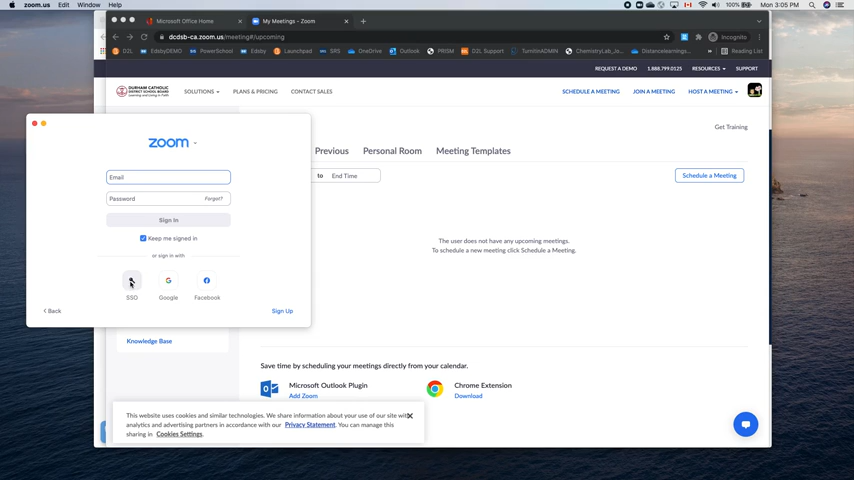 zoom.us Edit Window Help
100% Mon 3:05 PM
Microsoft Office Home × My Meetings - Zoom × +
dcdsb-ca.zoom.us/meeting#/upcoming Incognito
D2L EdsbyDEMO PowerSchool Edsby Launchpad SRS OneDrive Outlook PRISM D2L Support TurnitinADMIN ChemistryLab_Jo... Distancelearnings... » Reading List
REQUEST A DEMO 1.888.799.0125 RESOURCES SUPPORT
DURHAM CATHOLIC
DISTRICT SCHOOL BOARD
Learning and Living in Faith
SOLUTIONS PLANS & PRICING CONTACT SALES SCHEDULE A MEETING JOIN A MEETING HOST A MEETING
Get Training
zoom
Previous Personal Room Meeting Templates
Email
to End Time Schedule a Meeting
Password Forgot?
Sign In
Keep me signed in
The user does not have any upcoming meetings.
To schedule a new meeting click Schedule a Meeting.
or sign in with
SSO Google Facebook
Back Sign Up
Knowledge Base
Save time by scheduling your meetings directly from your calendar.
Microsoft Outlook Plugin
Add Zoom
Chrome Extension
Download
This website uses cookies and similar technologies. We share information about your use of our site with
analytics and advertising partners in accordance with our Privacy Statement. You can manage this
sharing in Cookies Settings.